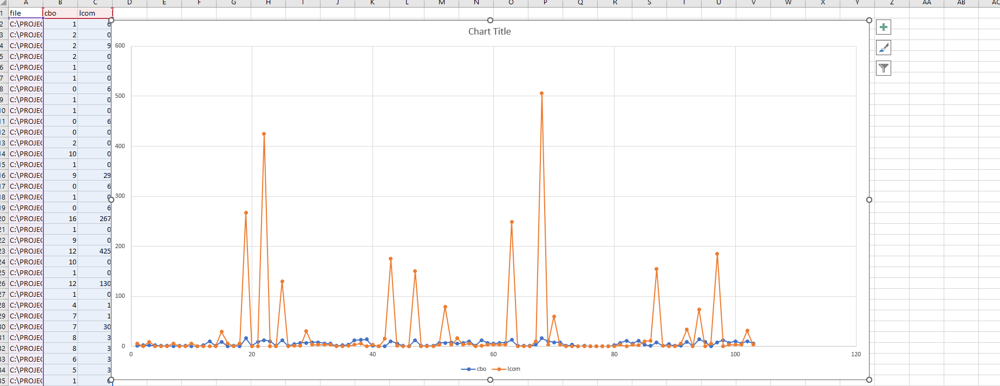 A B C D E F G H I J K L M N O P Q R S T U V W X Y Z AA AB AC
1 file cbo lcom
2 C:\PROJEC 1 6
3 C:\PROJEC 2 0
4 C:\PROJEC 2 9
5 C:\PROJEC 2 0
6 C:\PROJEC 1 0
7 C:\PROJEC 1 0
8 C:\PROJEC 0 6
9 C:\PROJEC 1 0
10 C:\PROJEC 1 0
11 C:\PROJEC 0 6
12 C:\PROJEC 0 0
13 C:\PROJEC 2 0
14 C:\PROJEC 10 0
15 C:\PROJEC 1 0
16 C:\PROJEC 9 29
17 C:\PROJEC 0 6
18 C:\PROJEC 1 0
19 C:\PROJEC 0 6
20 C:\PROJEC 16 267
21 C:\PROJEC 1 0
22 C:\PROJEC 9 0
23 C:\PROJEC 12 425
24 C:\PROJEC 10 0
25 C:\PROJEC 1 0
26 C:\PROJEC 12 130
27 C:\PROJEC 1 0
28 C:\PROJEC 4 1
29 C:\PROJEC 7 1
30 C:\PROJEC 7 30
31 C:\PROJEC 8 3
32 C:\PROJEC 8 3
33 C:\PROJEC 6 3
34 C:\PROJEC 5 3
35 C:\PROJEC 1
Chart Title
600
500
400
300
200
100
0
0 20 40 60 80 100 120
cbo lcom